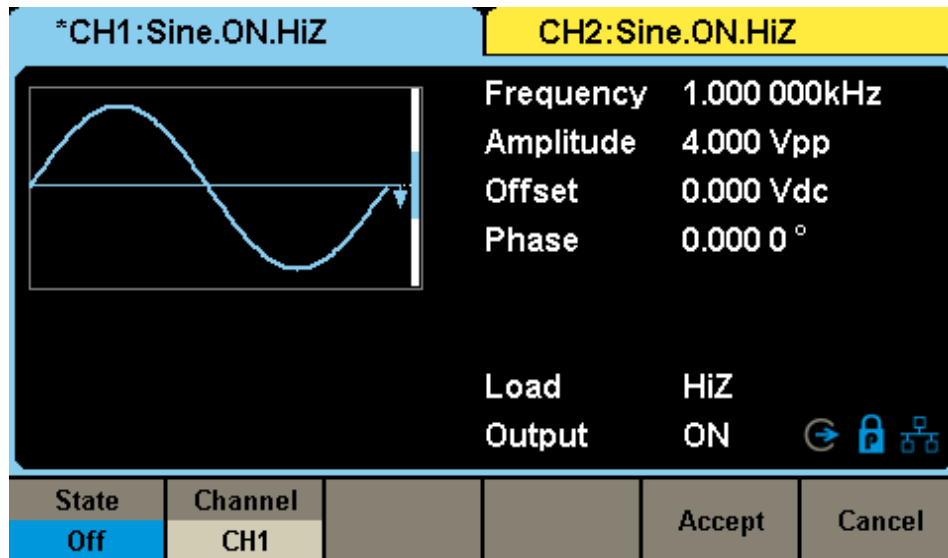 *CH1:Sine.ON.HiZ CH2:Sine.ON.HiZ
Frequency 1.000 000kHz
Amplitude 4.000 Vpp
Offset 0.000 Vdc
Phase 0.000 0 °
Load HiZ
Output ON P
State Channel Accept Cancel
Off CH1